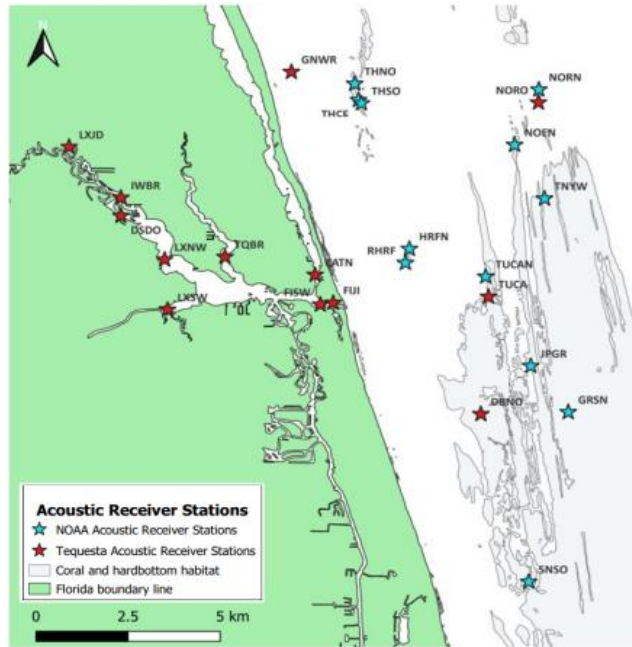 N
GNWR
THNO
THSO
THCE
NORN
NORO
NOEN
LXJD
IWBR
DSDO
TNYW
LXNW
TQBR
HRFN
RHRF
CATN
TUCAN
TUCA
LXSW
FISW
FIJI
JPGR
DBNO
GRSN
SNSO
Acoustic Receiver Stations
NOAA Acoustic Receiver Stations
Tequesta Acoustic Receiver Stations
Coral and hardbottom habitat
Florida boundary line
0 2.5 5 km